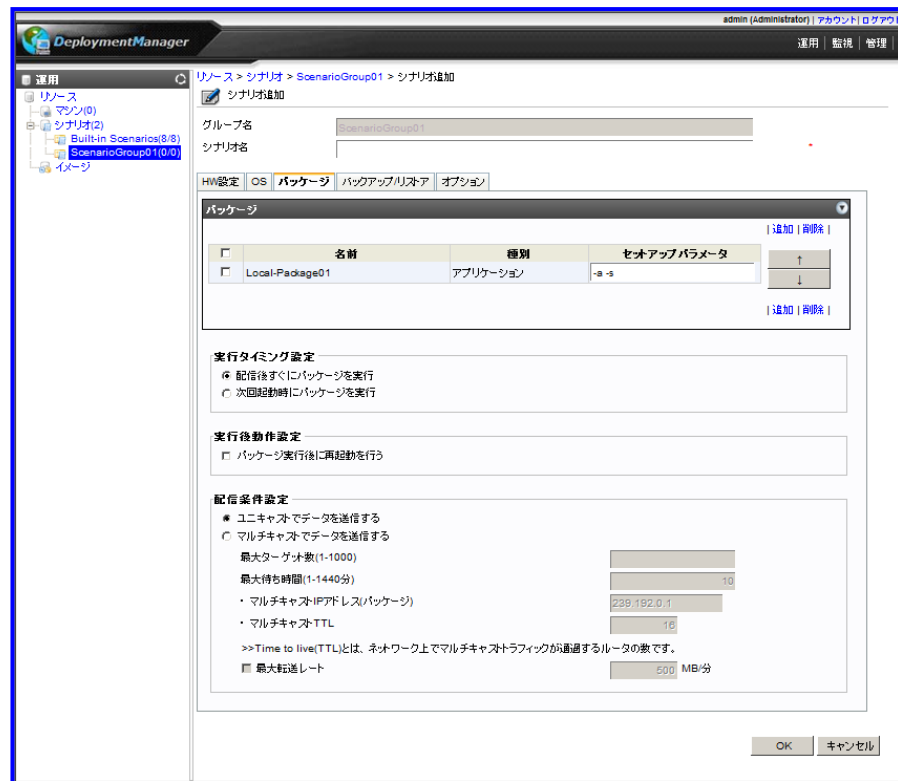 admin (Administrator) | アカウント | ログアウト
DeploymentManager
運用 | 監視 | 管理 |
運用
リソース
マシン(0)
シナリオ(2)
Built-in Scenarios(8/8)
ScenarioGroup01(0/0)
イメージ
リソース > シナリオ > ScenarioGroup01 > シナリオ追加
シナリオ追加
グループ名 ScenarioGroup01
シナリオ名 *
HW設定 OS パッケージ バックアップ/リストア オプション
パッケージ
| 追加 | 削除 |
名前 種別 セットアップパラメータ ↑
Local-Package01 アプリケーション -a -s ↓
| 追加 | 削除 |
実行タイミング設定
配信後すぐにパッケージを実行
次回起動時にパッケージを実行
実行後動作設定
パッケージ実行後に再起動を行う
配信条件設定
ユニキャストでデータを送信する
マルチキャストでデータを送信する
最大ターゲット数(1-1000)
最大待ち時間(1-1440分) 10
・マルチキャストIPアドレス(パッケージ) 239.192.0.1
・マルチキャストTTL 16
>>Time to live(TTL)とは、ネットワーク上でマルチキャストトラフィックが通過するルータの数です。
最大転送レート 500 MB/分
OK キャンセル